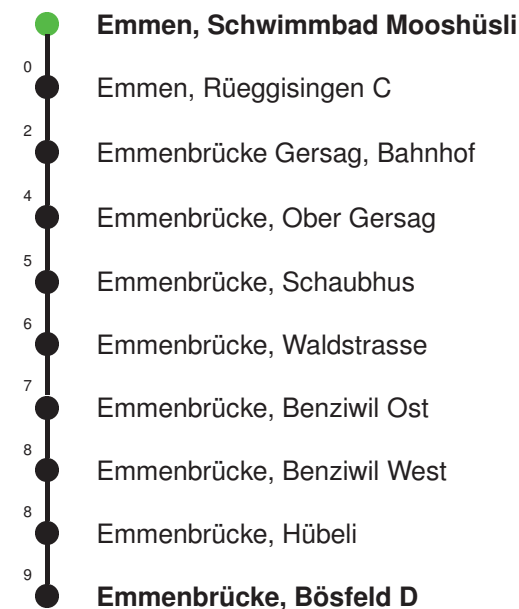 Emmen, Schwimmbad Mooshüsli
0
Emmen, Rüeggisingen C
2
Emmenbrücke Gersag, Bahnhof
4
Emmenbrücke, Ober Gersag
5
Emmenbrücke, Schaubhus
6
Emmenbrücke, Waldstrasse
7
Emmenbrücke, Benziwil Ost
8
Emmenbrücke, Benziwil West
8
Emmenbrücke, Hübeli
9
Emmenbrücke, Bösfeld D